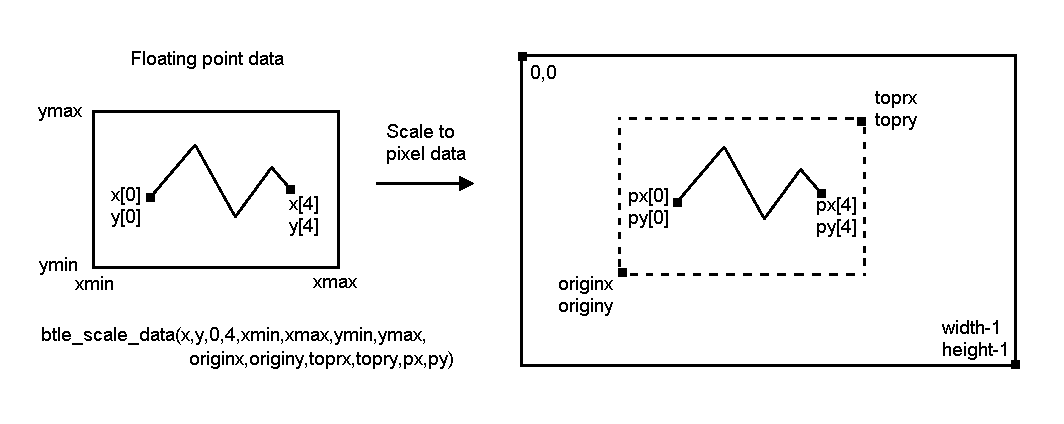 Floating point data
ymax
x[0]
y[0]
x[4]
y[4]
ymin
xmin
xmax
btle_scale_data(x,y,0,4,xmin,xmax,ymin,ymax,
originx,originy,toprx,topry,px,py)
Scale to
pixel data
0,0
toprx
topry
px[0]
py[0]
px[4]
py[4]
originx
originy
width-1
height-1